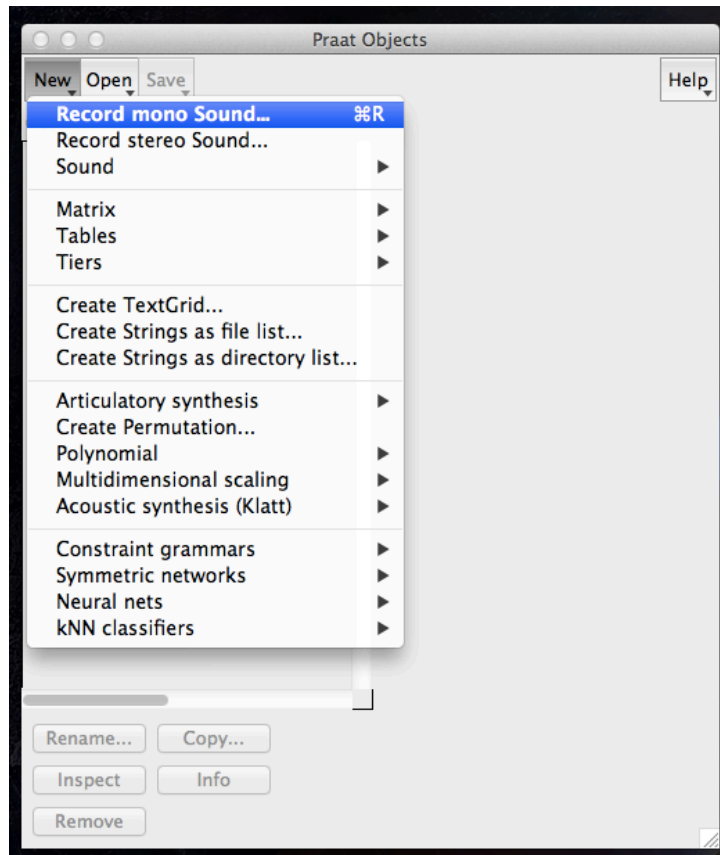 Praat Objects
New Open Save Help
Record mono Sound... ⌘R
Record stereo Sound...
Sound
Matrix
Tables
Tiers
Create TextGrid...
Create Strings as file list...
Create Strings as directory list...
Articulatory synthesis
Create Permutation...
Polynomial
Multidimensional scaling
Acoustic synthesis (Klatt)
Constraint grammars
Symmetric networks
Neural nets
kNN classifiers
Rename... Copy...
Inspect Info
Remove